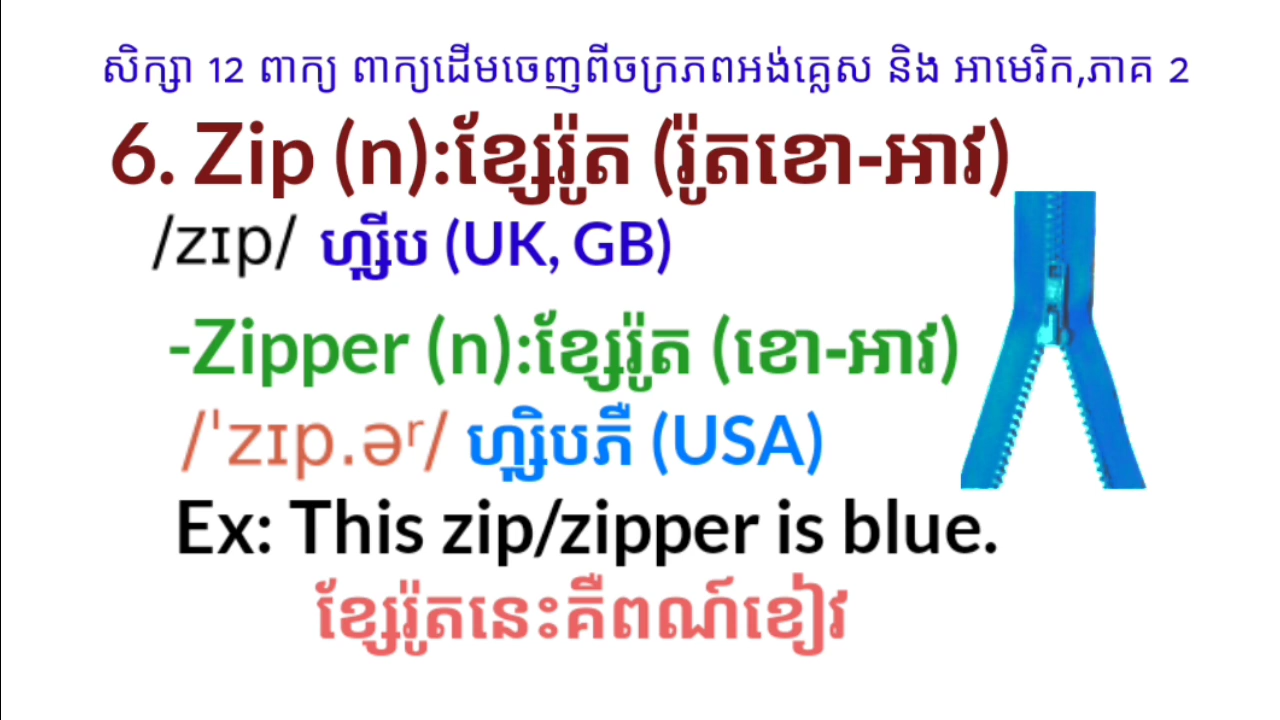 សិក្សា 12 ពាក្យ ពាក្យដើមចេញពីចក្រភពអង់គ្លេស និង អាមេរិក,ភាគ 2
6. Zip (n):ខ្សែរ៉ូត (រ៉ូតខោ-អាវ)
/zɪp/ ហ្ស៊ីប (UK, GB)
-Zipper (n):ខ្សែរ៉ូត (ខោ-អាវ)
/ˈzɪp.əʳ/ ហ្ស៊ិបភឺ (USA)
Ex: This zip/zipper is blue.
ខ្សែរ៉ូតនេះគឺពណ៍ខៀវ